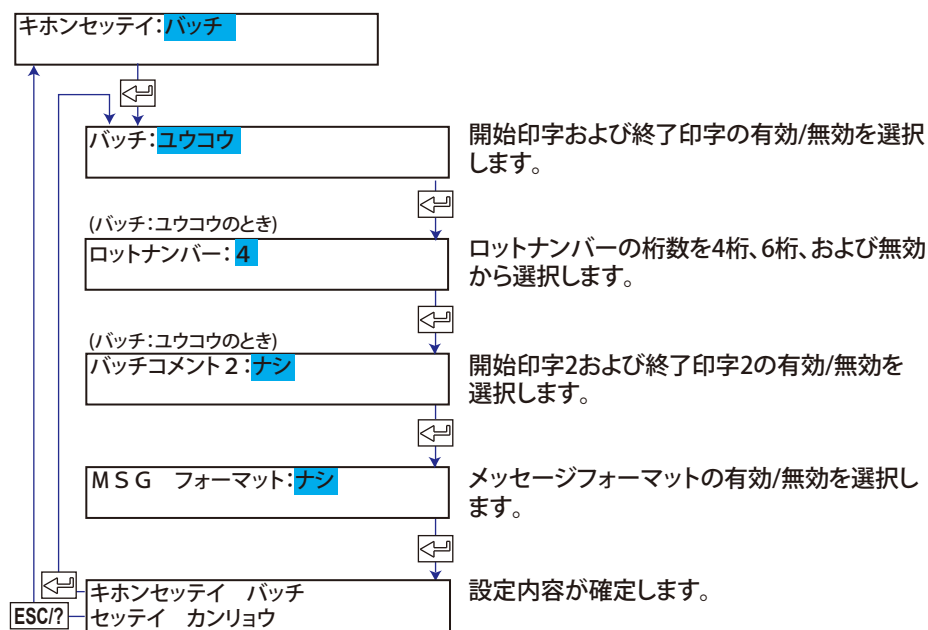 キホンセッテイ：バッチ
バッチ：ユウコウ
開始印字および終了印字の有効/無効を選択
します。
(バッチ：ユウコウのとき)
ロットナンバー：4
ロットナンバーの桁数を4桁、6桁、および無効
から選択します。
(バッチ：ユウコウのとき)
バッチコメント２：ナシ
開始印字2および終了印字2の有効/無効を
選択します。
ＭＳＧ　フォーマット：ナシ
メッセージフォーマットの有効/無効を選択し
ます。
キホンセッテイ　バッチ
設定内容が確定します。
ESC/?
セッテイ　カンリョウ